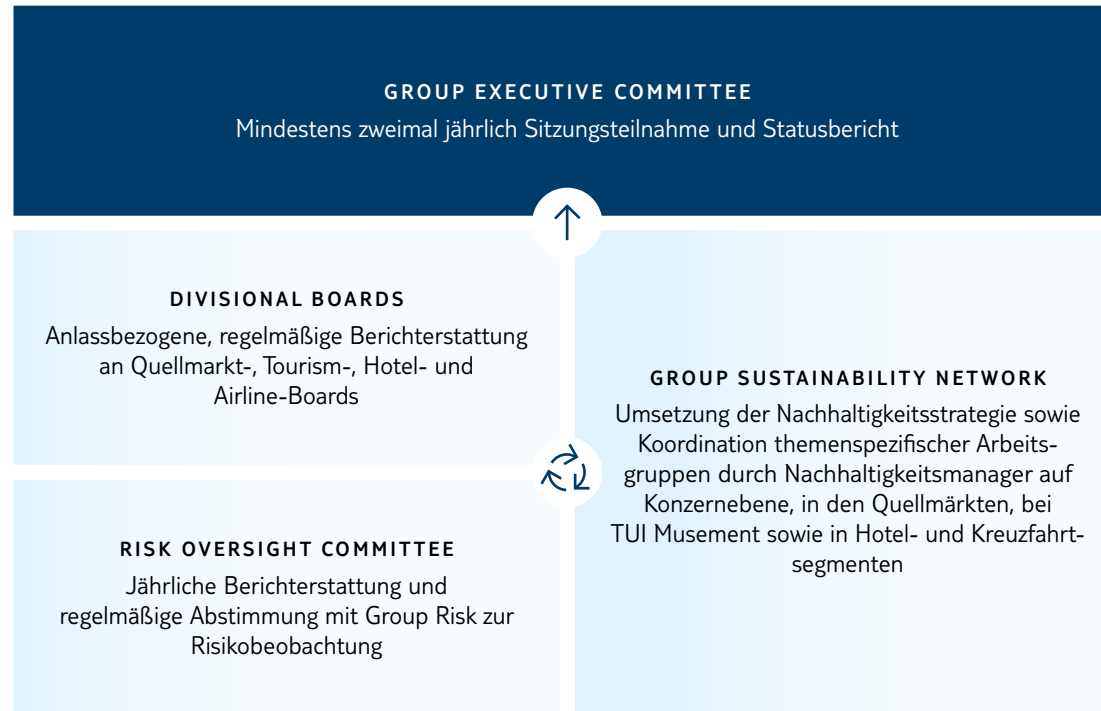 GROUP EXECUTIVE COMMITTEE
Mindestens zweimal jährlich Sitzungsteilnahme und Statusbericht
DIVISIONAL BOARDS
Anlassbezogene, regelmäßige Berichterstattung
an Quellmarkt-, Tourism-, Hotel- und
Airline-Boards
RISK OVERSIGHT COMMITTEE
Jährliche Berichterstattung und
regelmäßige Abstimmung mit Group Risk zur
Risikobeobachtung
GROUP SUSTAINABILITY NETWORK
Umsetzung der Nachhaltigkeitsstrategie sowie
Koordination themenspezifischer Arbeits-
gruppen durch Nachhaltigkeitsmanager auf
Konzernebene, in den Quellmärkten, bei
TUI Musement sowie in Hotel- und Kreuzfahrt-
segmenten